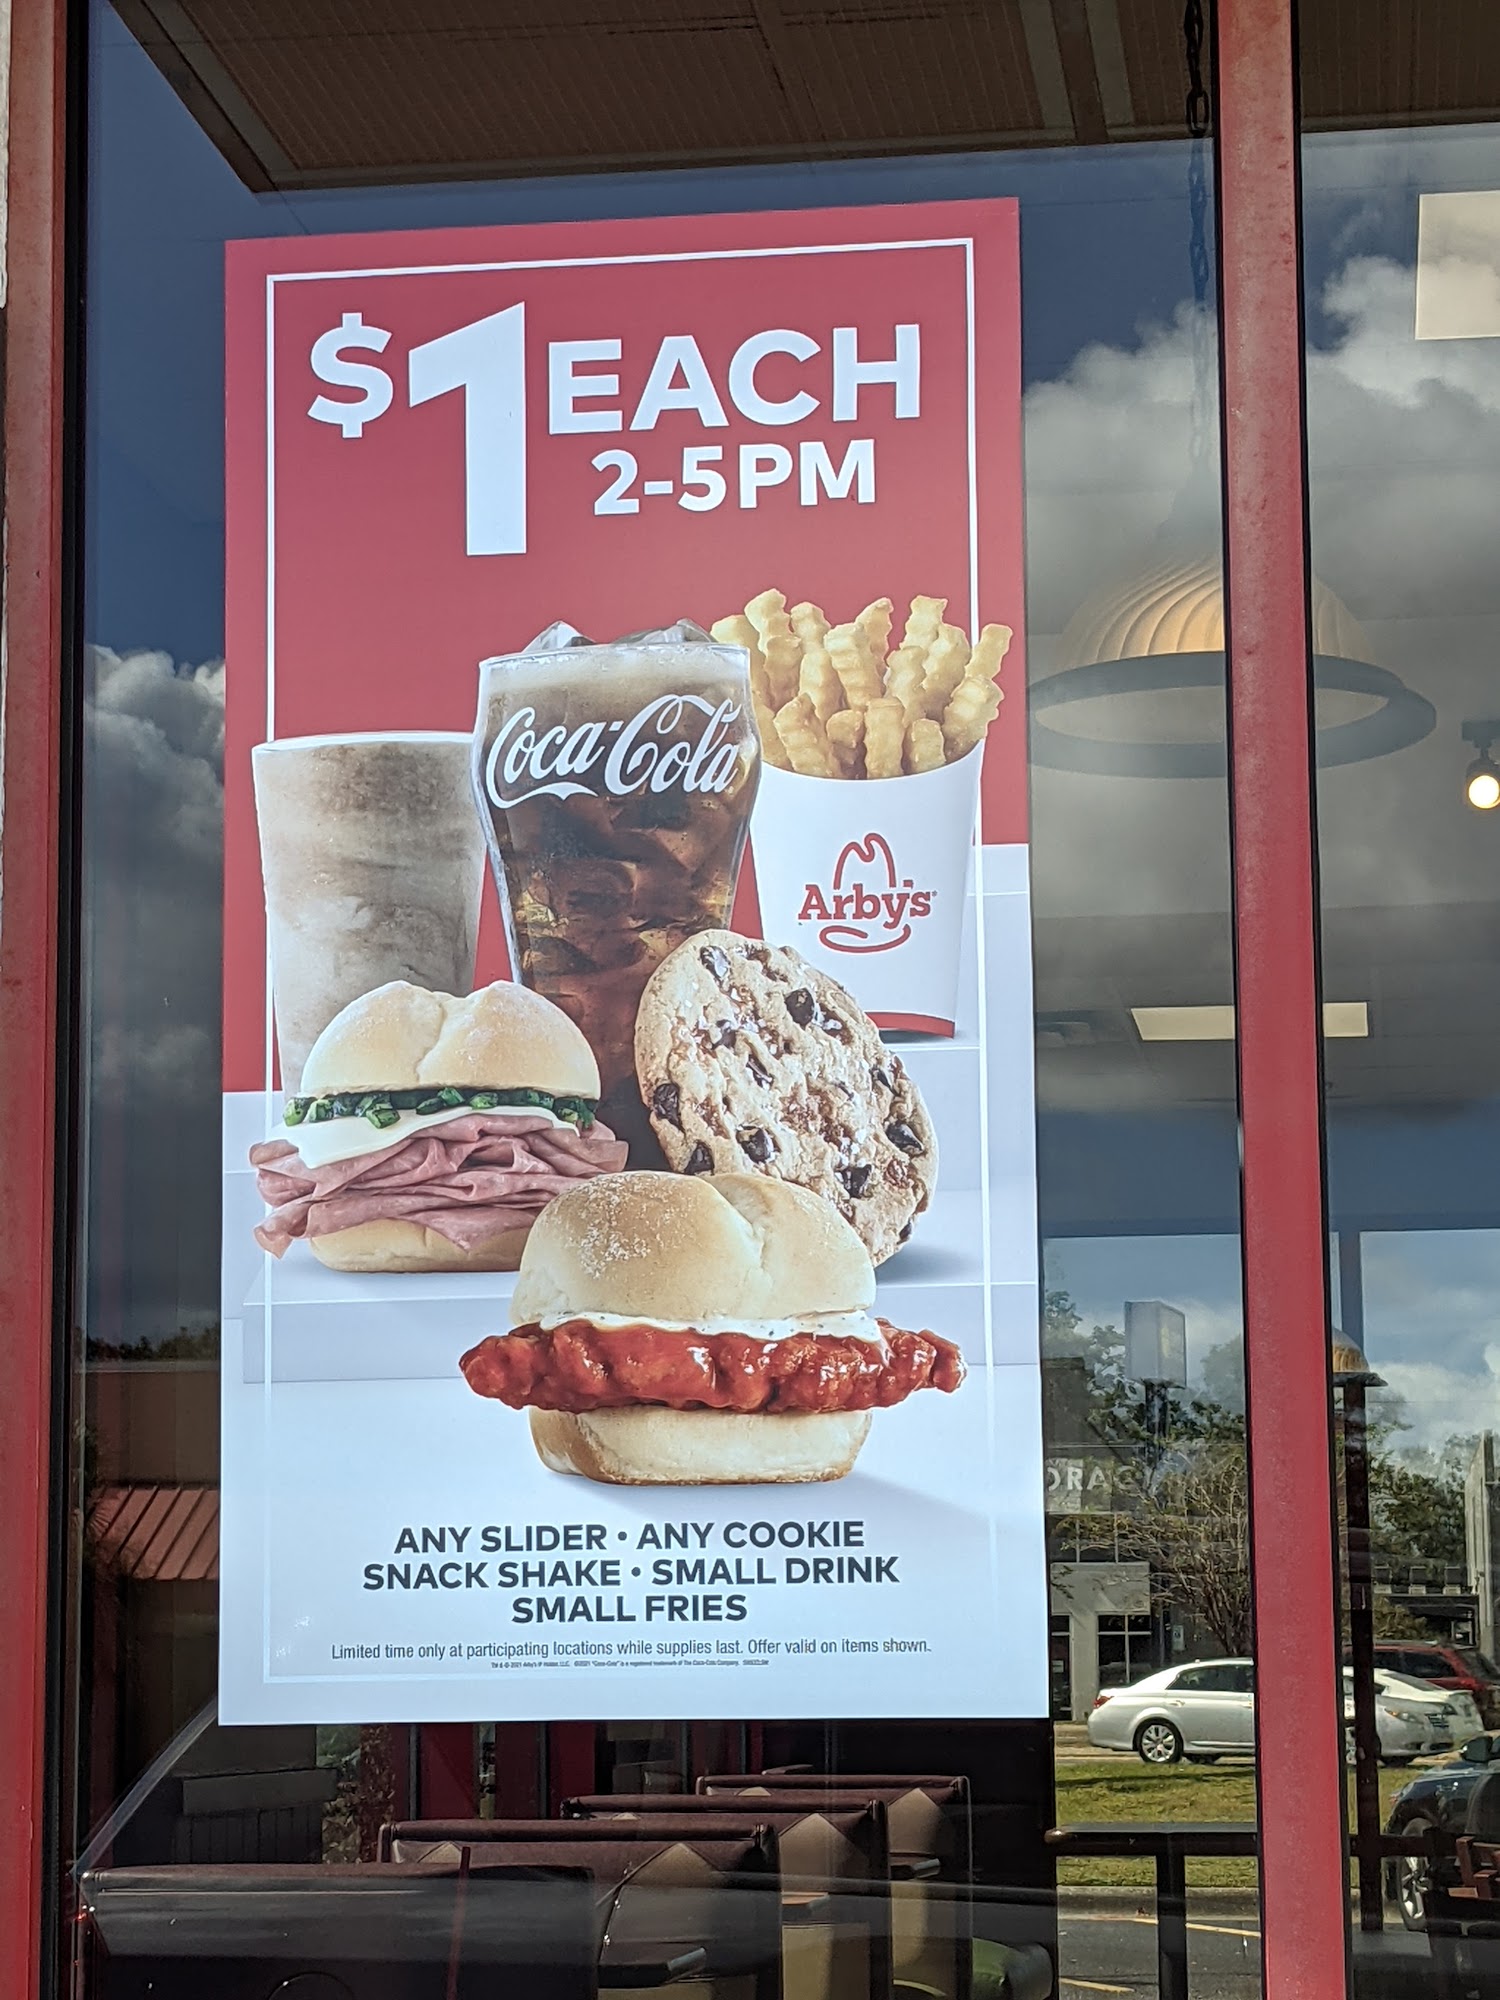 $1 EACH
2-5PM
Coca-Cola
Arby's
ANY SLIDER • ANY COOKIE
SNACK SHAKE • SMALL DRINK
SMALL FRIES
Limited time only at participating locations while supplies last. Offer valid on items shown.